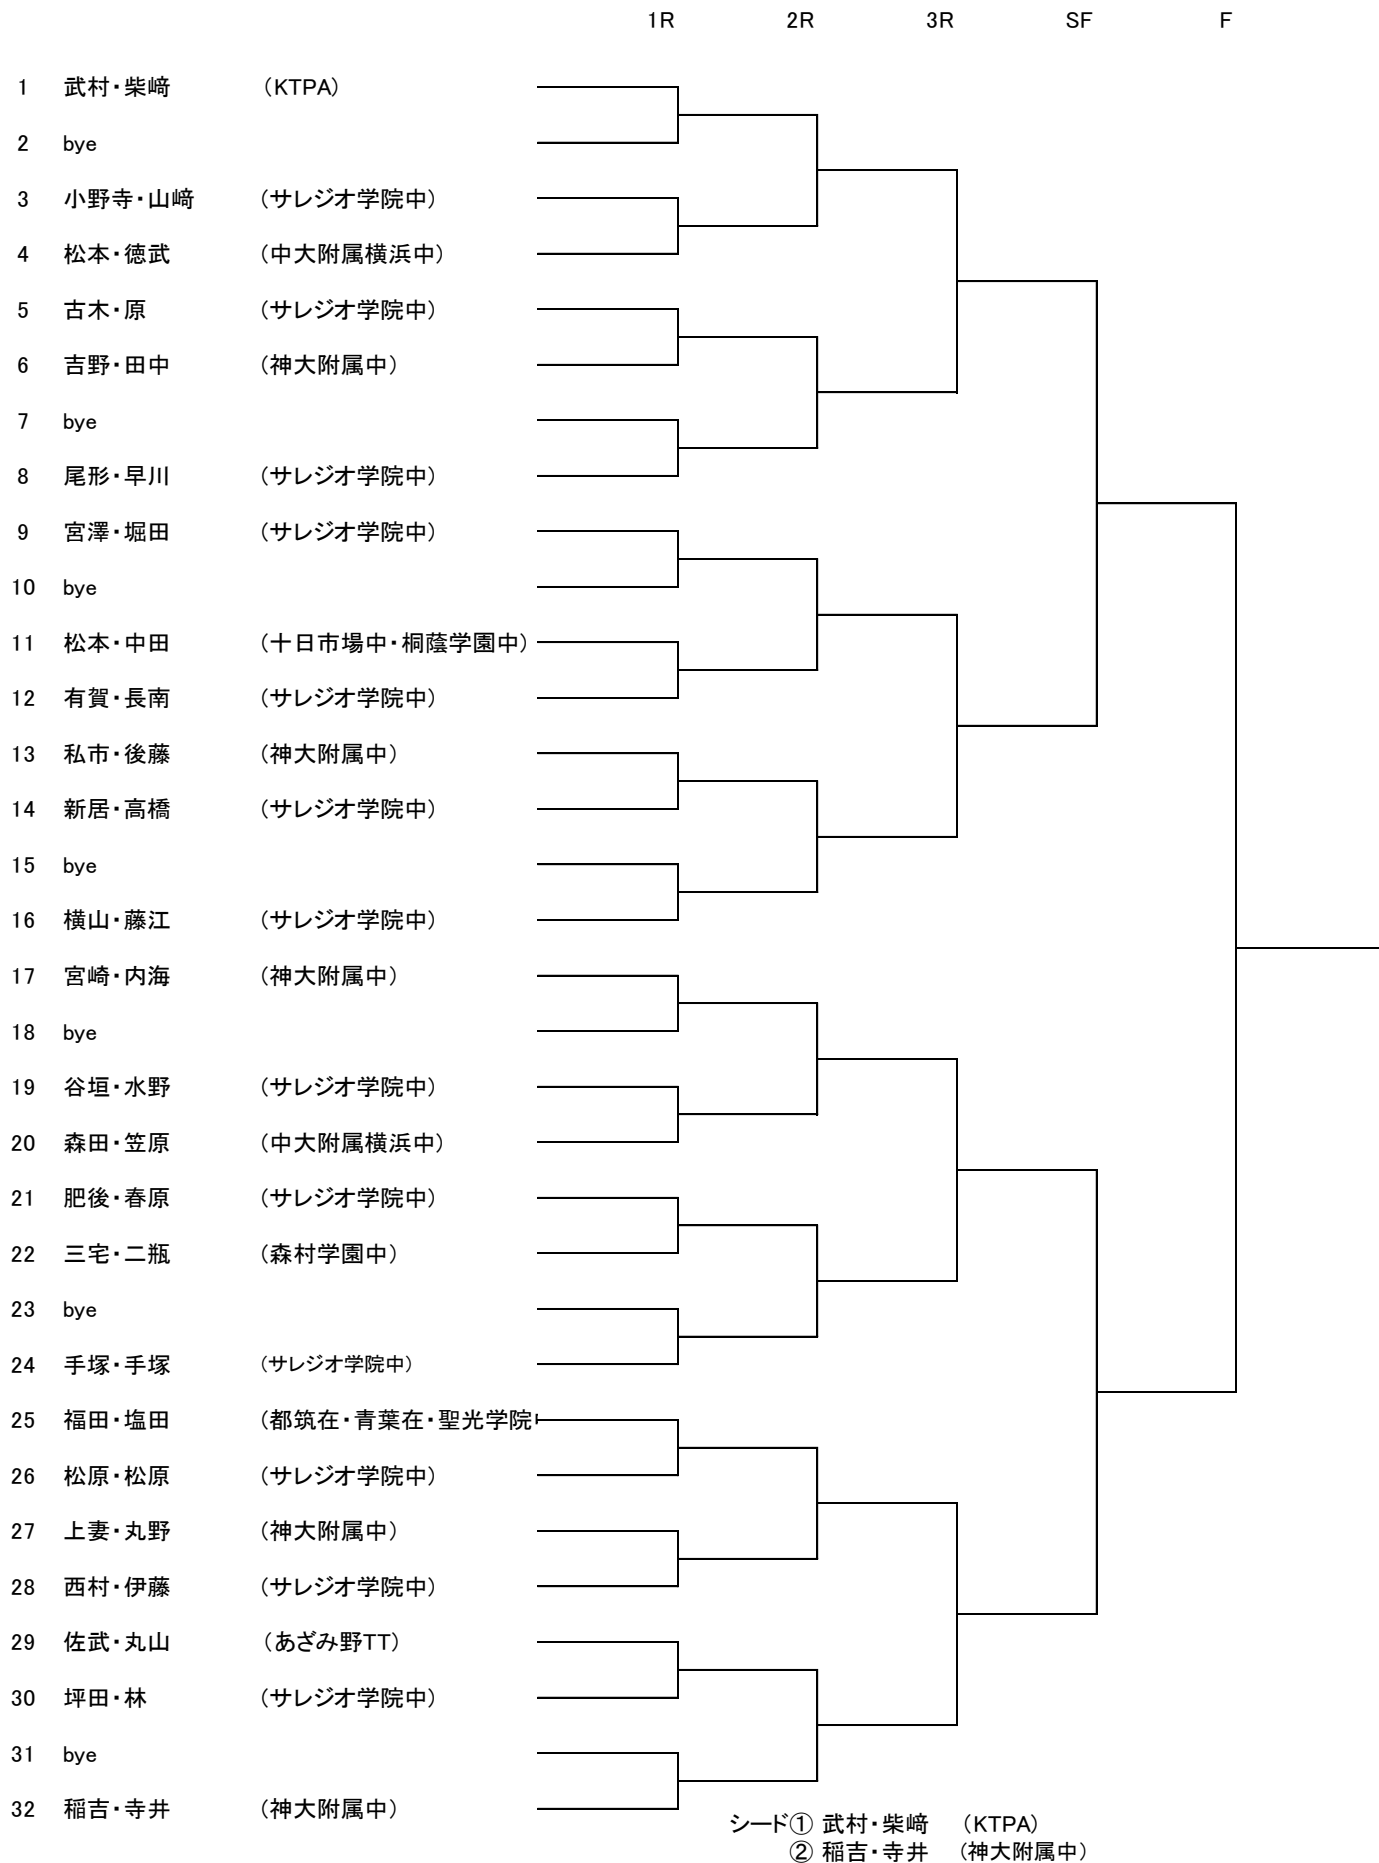 1R 2R 3R SF F
1 武村・柴﨑 (KTPA)
2 bye
3 小野寺・山﨑 (サレジオ学院中)
4 松本・徳武 (中大附属横浜中)
5 古木・原 (サレジオ学院中)
6 吉野・田中 (神大附属中)
7 bye
8 尾形・早川 (サレジオ学院中)
9 宮澤・堀田 (サレジオ学院中)
10 bye
11 松本・中田 (十日市場中・桐蔭学園中)
12 有賀・長南 (サレジオ学院中)
13 私市・後藤 (神大附属中)
14 新居・高橋 (サレジオ学院中)
15 bye
16 横山・藤江 (サレジオ学院中)
17 宮崎・内海 (神大附属中)
18 bye
19 谷垣・水野 (サレジオ学院中)
20 森田・笠原 (中大附属横浜中)
21 肥後・春原 (サレジオ学院中)
22 三宅・二瓶 (森村学園中)
23 bye
24 手塚・手塚 (サレジオ学院中)
25 福田・塩田 (都筑在・青葉在・聖光学院
26 松原・松原 (サレジオ学院中)
27 上妻・丸野 (神大附属中)
28 西村・伊藤 (サレジオ学院中)
29 佐武・丸山 (あざみ野TT)
30 坪田・林 (サレジオ学院中)
31 bye
32 稲吉・寺井 (神大附属中)
シード① 武村・柴﨑 (KTPA)
② 稲吉・寺井 (神大附属中)